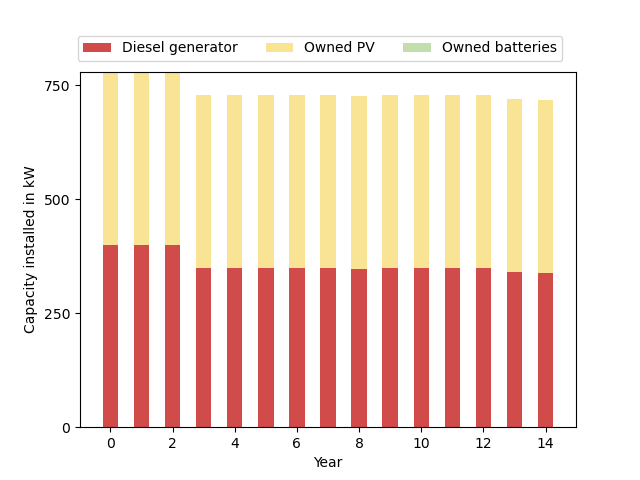 Diesel generator Owned PV Owned batteries
750
500
250
0
Capacity installed in kW
0 2 4 6 8 10 12 14
Year